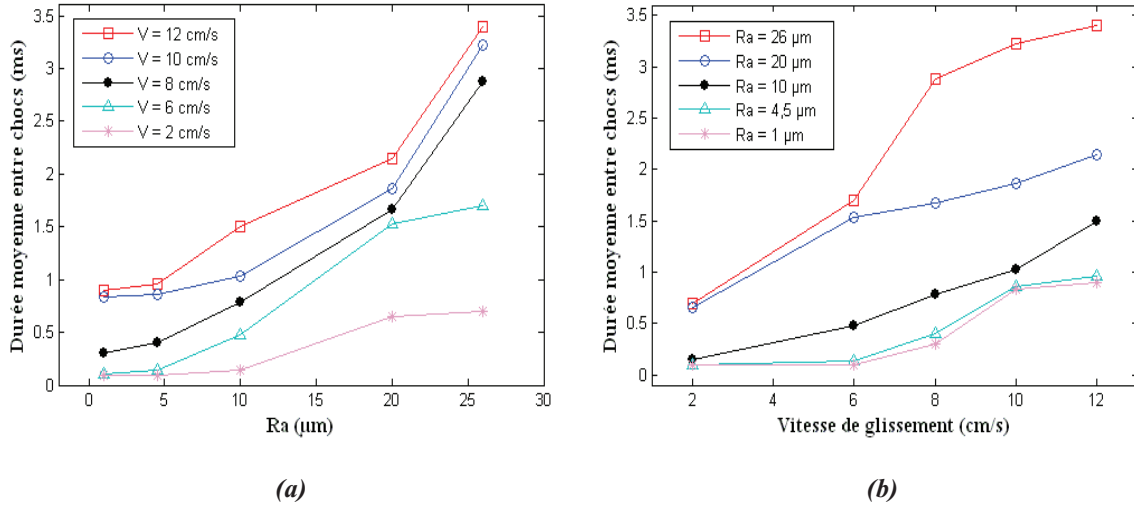 3.5
3
2.5
2
1.5
1
0.5
0
Durée moyenne entre chocs (ms)
V = 12 cm/s
V = 10 cm/s
V = 8 cm/s
V = 6 cm/s
V = 2 cm/s
0 5 10 15 20 25 30
Ra (µm)
(a)
3.5
3
2.5
2
1.5
1
0.5
0
Durée moyenne entre chocs (ms)
Ra = 26 µm
Ra = 20 µm
Ra = 10 µm
Ra = 4,5 µm
Ra = 1 µm
2 4 6 8 10 12
Vitesse de glissement (cm/s)
(b)